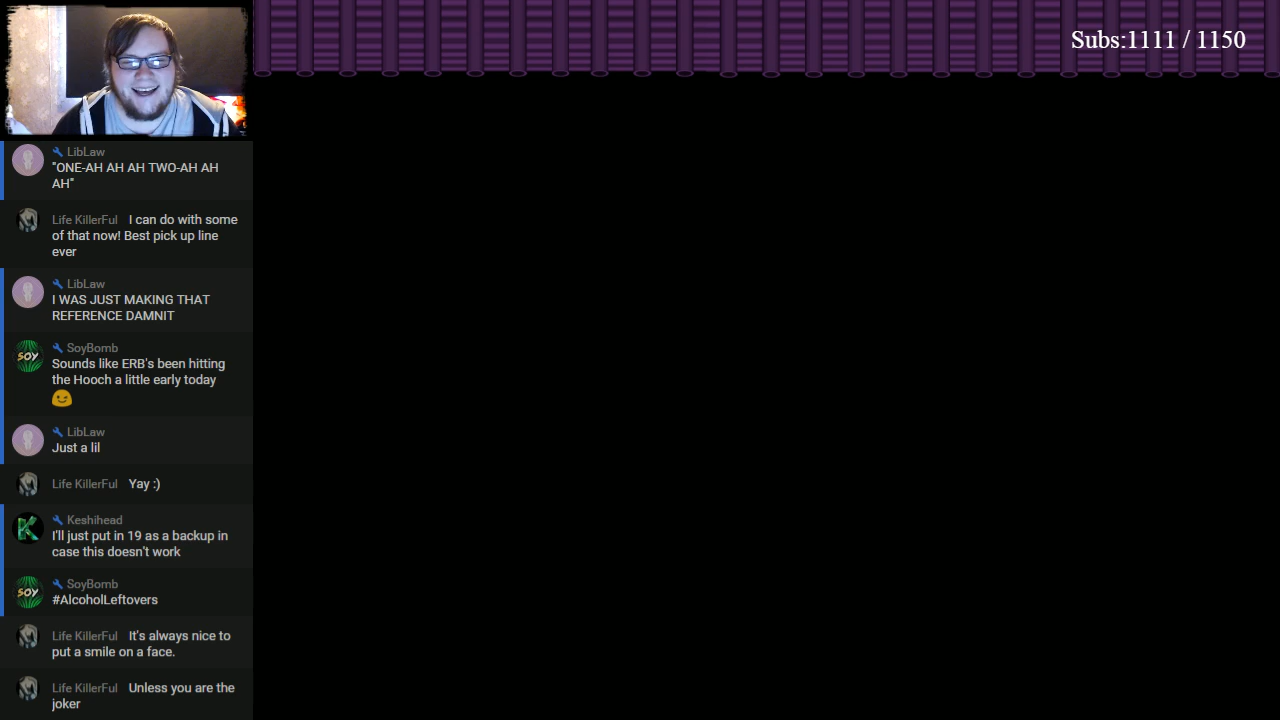 Subs:1111 / 1150
LibLaw
"ONE-AH AH AH TWO-AH AH
AH"
Life KillerFul I can do with some
of that now! Best pick up line
ever
LibLaw
I WAS JUST MAKING THAT
REFERENCE DAMNIT
SOY
SoyBomb
Sounds like ERB's been hitting
the Hooch a little early today
LibLaw
Just a lil
Life KillerFul Yay :)
K
Keshihead
I'll just put in 19 as a backup in
case this doesn't work
SOY
SoyBomb
#AlcoholLeftovers
Life KillerFul It's always nice to
put a smile on a face.
Life KillerFul Unless you are the
joker